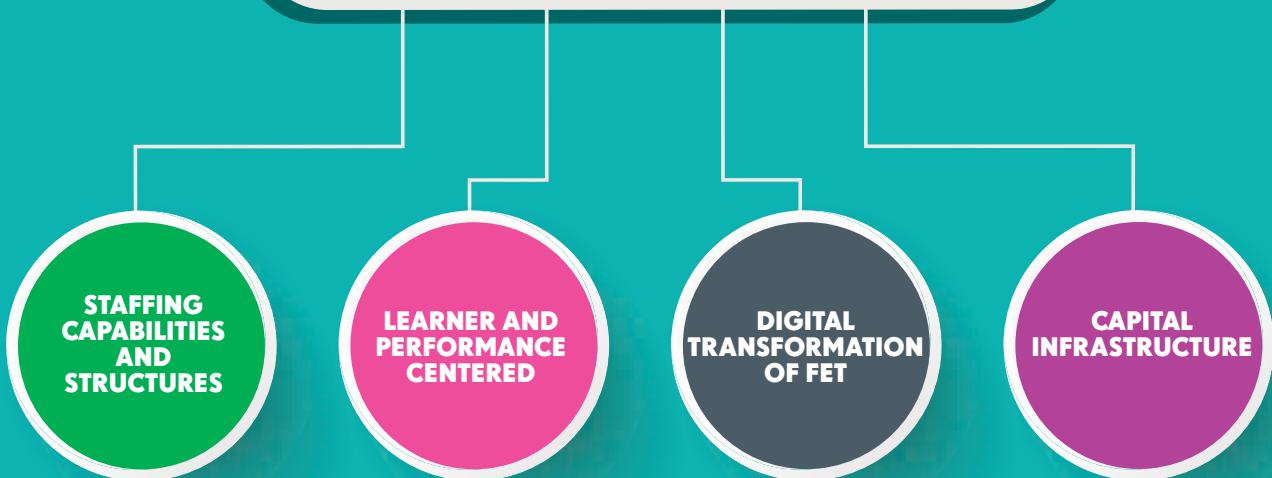 STAFFING
CAPABILITIES
AND
STRUCTURES
LEARNER AND
PERFORMANCE
CENTERED
DIGITAL
TRANSFORMATION
OF FET
CAPITAL
INFRASTRUCTURE